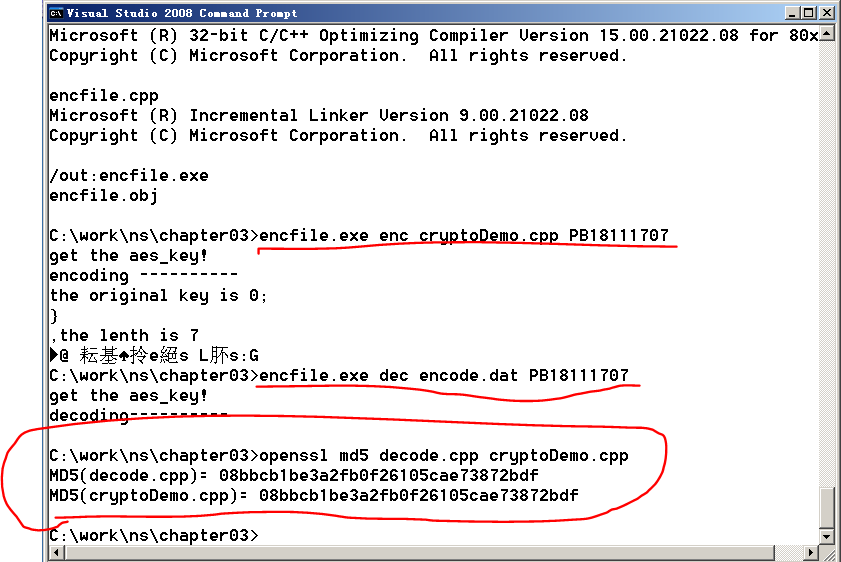 Visual Studio 2008 Command Prompt
Microsoft (R) 32-bit C/C++ Optimizing Compiler Version 15.00.21022.08 for 80x
Copyright (C) Microsoft Corporation.  All rights reserved.
encfile.cpp
Microsoft (R) Incremental Linker Version 9.00.21022.08
Copyright (C) Microsoft Corporation.  All rights reserved.
/out:encfile.exe
encfile.obj
C:\work\ns\chapter03>encfile.exe enc cryptoDemo.cpp PB18111707
get the aes_key!
encoding ----------
the original key is 0;
}
,the lenth is 7
@ 耘基♠拎e絕s L肧s:G
C:\work\ns\chapter03>encfile.exe dec encode.dat PB18111707
get the aes_key!
decoding----------
C:\work\ns\chapter03>openssl md5 decode.cpp cryptoDemo.cpp
MD5(decode.cpp)= 08bbcb1be3a2fb0f26105cae73872bdf
MD5(cryptoDemo.cpp)= 08bbcb1be3a2fb0f26105cae73872bdf
C:\work\ns\chapter03>